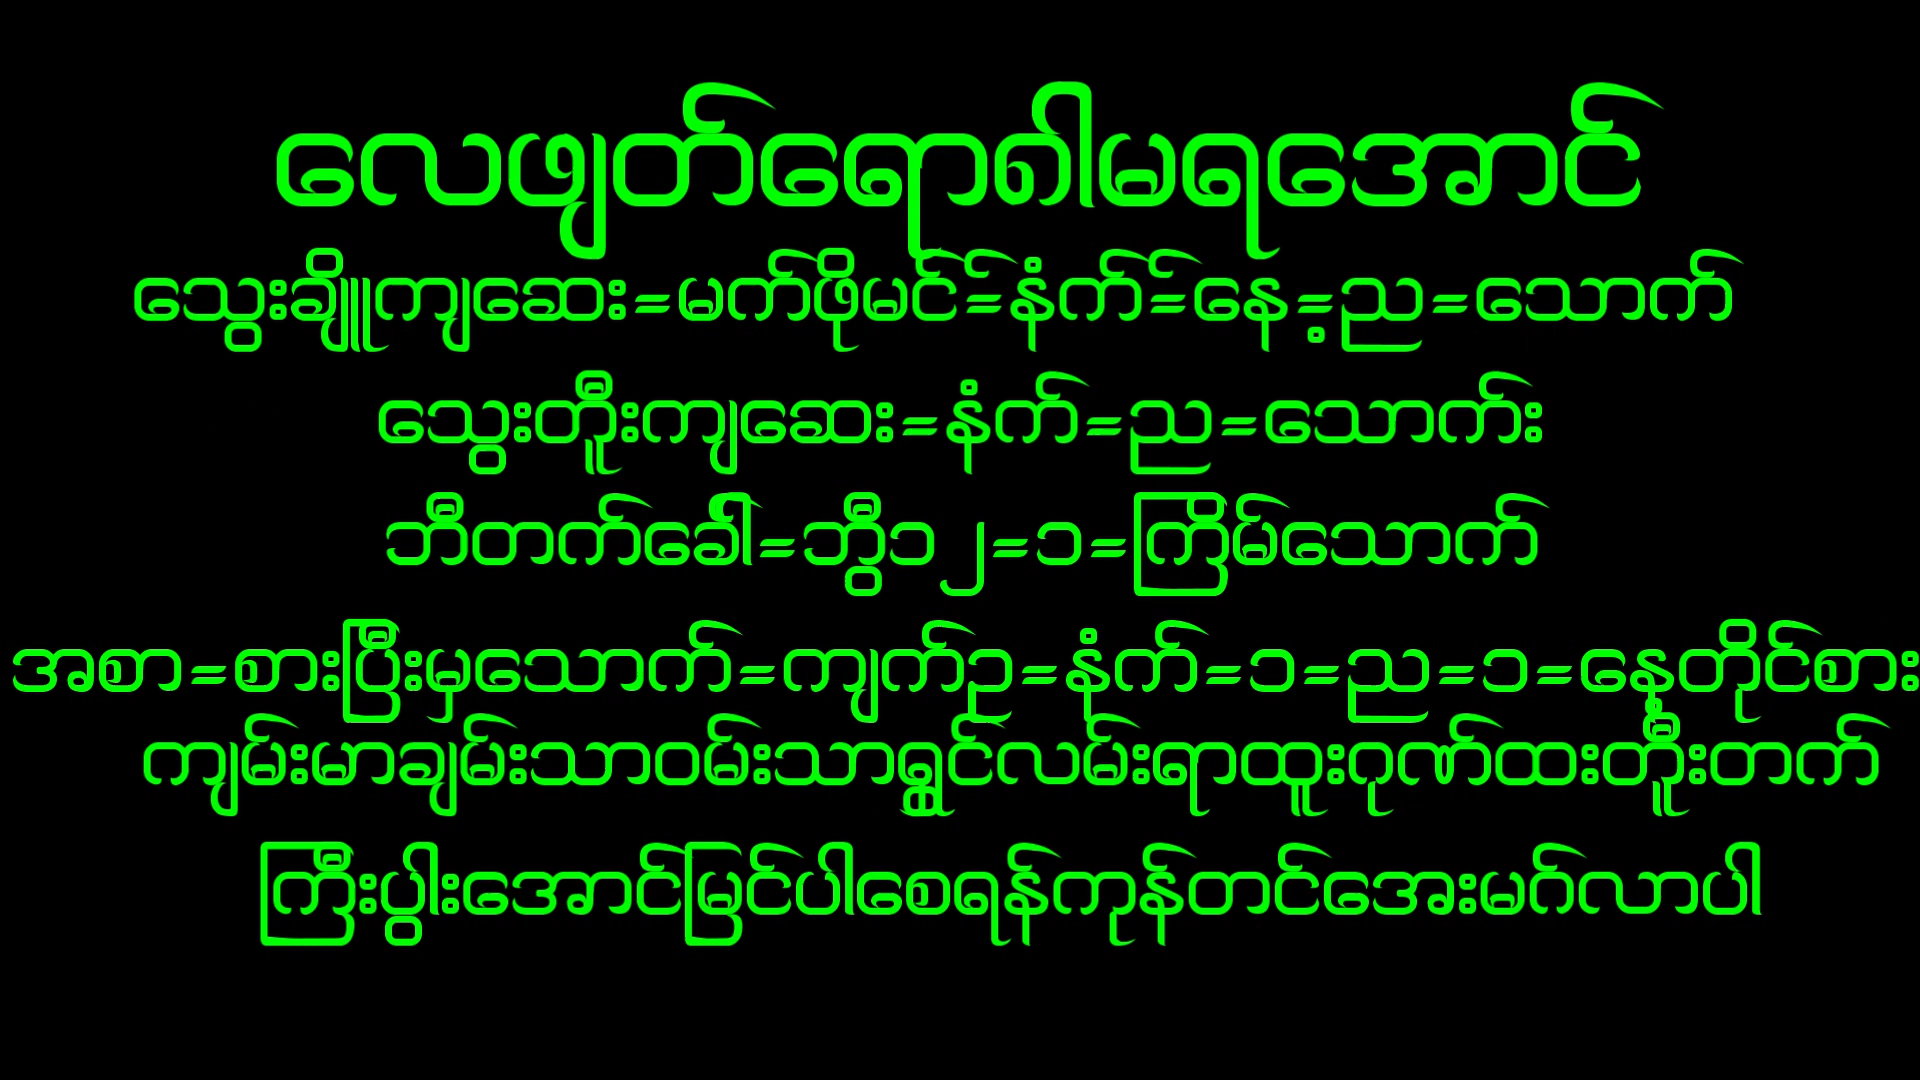 လေဖျတ်ရောဂါမရအောင်
သွေးချိူကျဆေး=မက်ဖိုမင်=်နံက်=်နေ=့ည=သောက်
သွေးတိူးကျဆေး=နံက်=ည=သောက်း
ဘီတက်ခေါ်=ဘွီ၁၂=၁=ကြိမ်သောက်
အစာ=စားပြီးမှသောက်=ကျက်ဥ=နံက်=၁=ည=၁=နေ့တိုင်စား
ကျမ်းမာချမ်းသာဝမ်းသာရွှင်လမ်းရာထူးဂုဏ်ထးတိူးတက်
ကြီးပွါးအောင်မြင်ပါစေရန်ကုန်တင်အေးမဂ်လာပါ